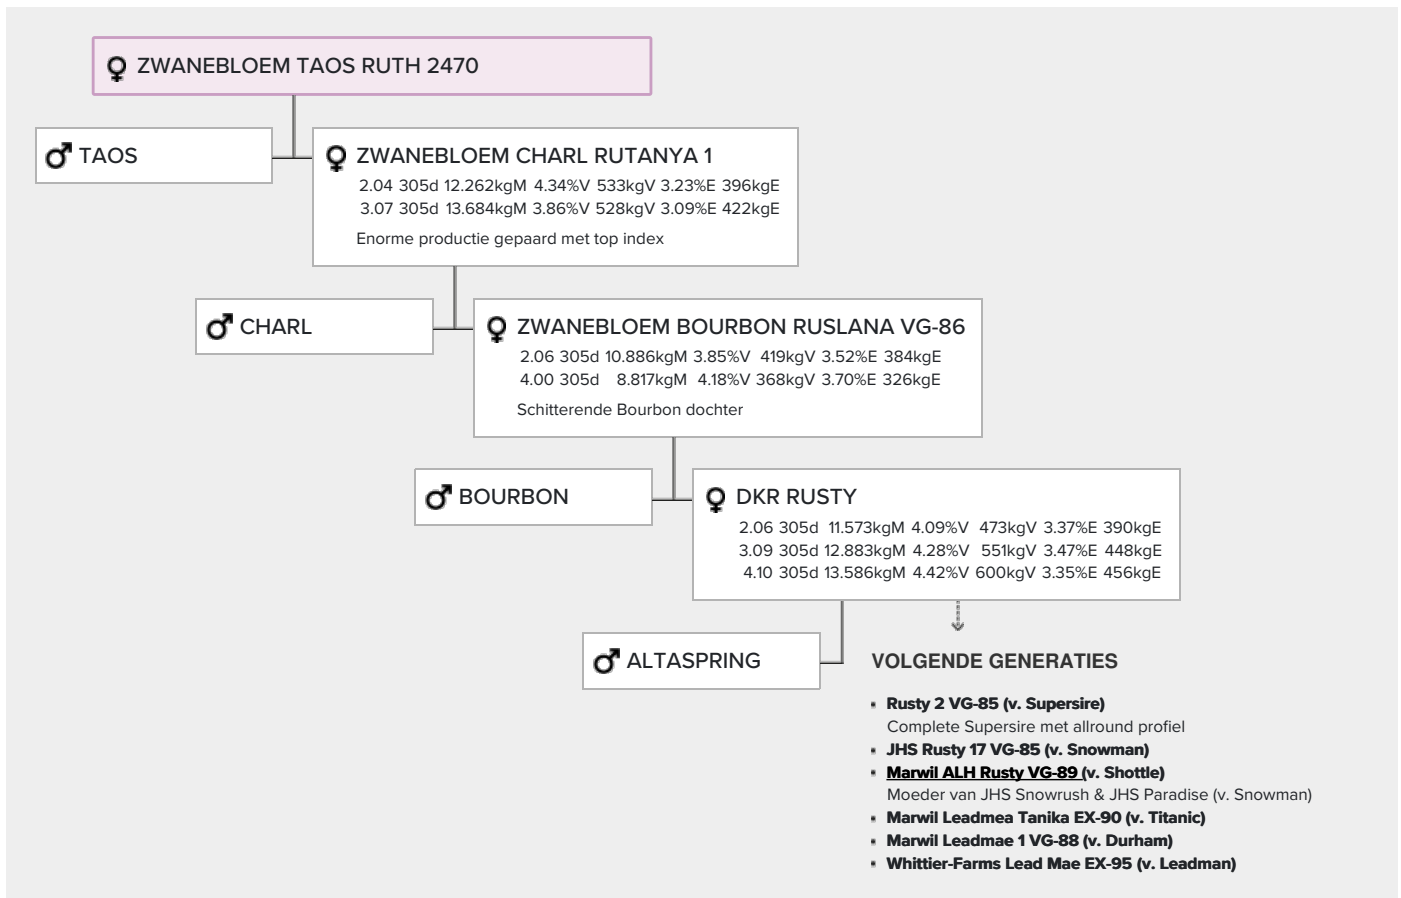 ZWANEBLOEM TAOS RUTH 2470
TAOS
ZWANEBLOEM CHARL RUTANYA 1
2.04 305d 12.262kgM 4.34%V 533kgV 3.23%E 396kgE
3.07 305d 13.684kgM 3.86%V 528kgV 3.09%E 422kgE
Enorme productie gepaard met top index
CHARL
ZWANEBLOEM BOURBON RUSLANA VG-86
2.06 305d 10.886kgM 3.85%V 419kgV 3.52%E 384kgE
4.00 305d 8.817kgM 4.18%V 368kgV 3.70%E 326kgE
Schitterende Bourbon dochter
BOURBON
DKR RUSTY
2.06 305d 11.573kgM 4.09%V 473kgV 3.37%E 390kgE
3.09 305d 12.883kgM 4.28%V 551kgV 3.47%E 448kgE
4.10 305d 13.586kgM 4.42%V 600kgV 3.35%E 456kgE
ALTASPRING
VOLGENDE GENERATIES
Rusty 2 VG-85 (v. Supersire)
Complete Supersire met allround profiel
JHS Rusty 17 VG-85 (v. Snowman)
Marwil ALH Rusty VG-89 (v. Shottle)
Moeder van JHS Snowrush & JHS Paradise (v. Snowman)
Marwil Leadmea Tanika EX-90 (v. Titanic)
Marwil Leadmae 1 VG-88 (v. Durham)
Whittier-Farms Lead Mae EX-95 (v. Leadman)